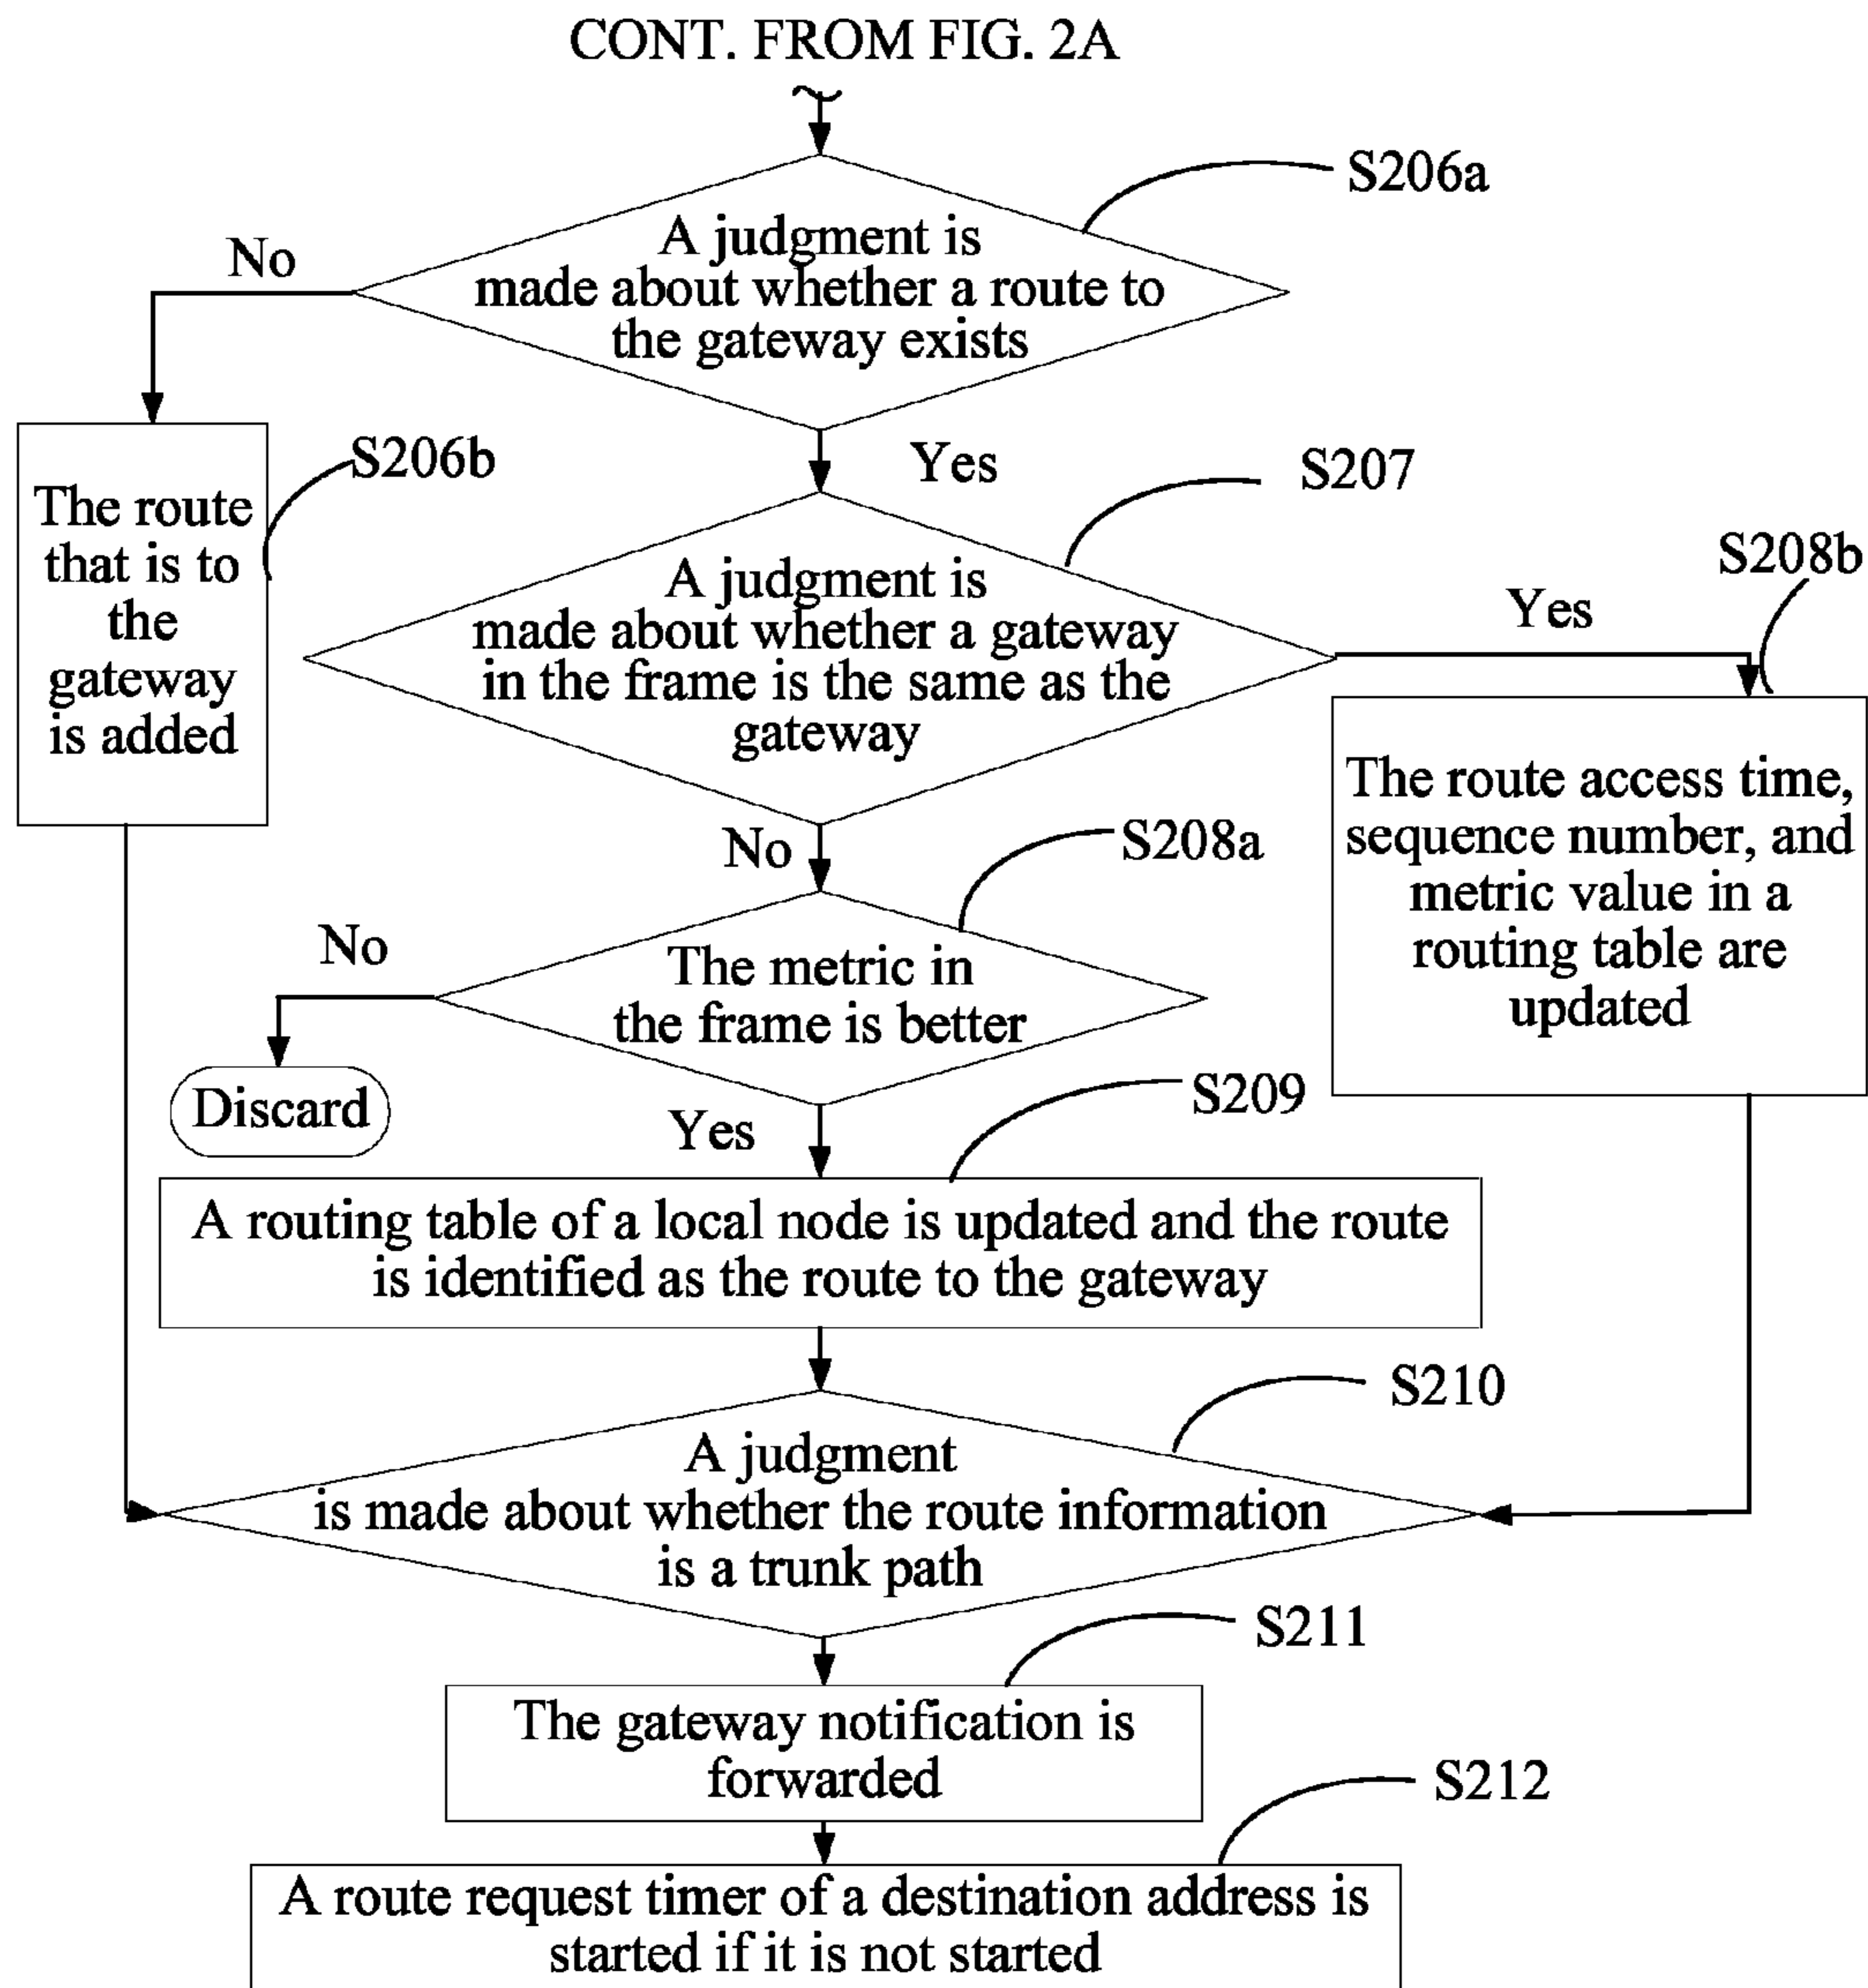 CONT. FROM FIG. 2A
S206a
A judgment is
made about whether a route to
the gateway exists
No
Yes
S206b
The route
that is to
the
gateway
is added
S207
A judgment is
made about whether a gateway
in the frame is the same as the
gateway
Yes
S208b
The route access time,
sequence number, and
metric value in a
routing table are
updated
No
S208a
The metric in
the frame is better
No
Discard
Yes
S209
A routing table of a local node is updated and the route
is identified as the route to the gateway
S210
A judgment
is made about whether the route information
is a trunk path
S211
The gateway notification is
forwarded
S212
A route request timer of a destination address is
started if it is not started